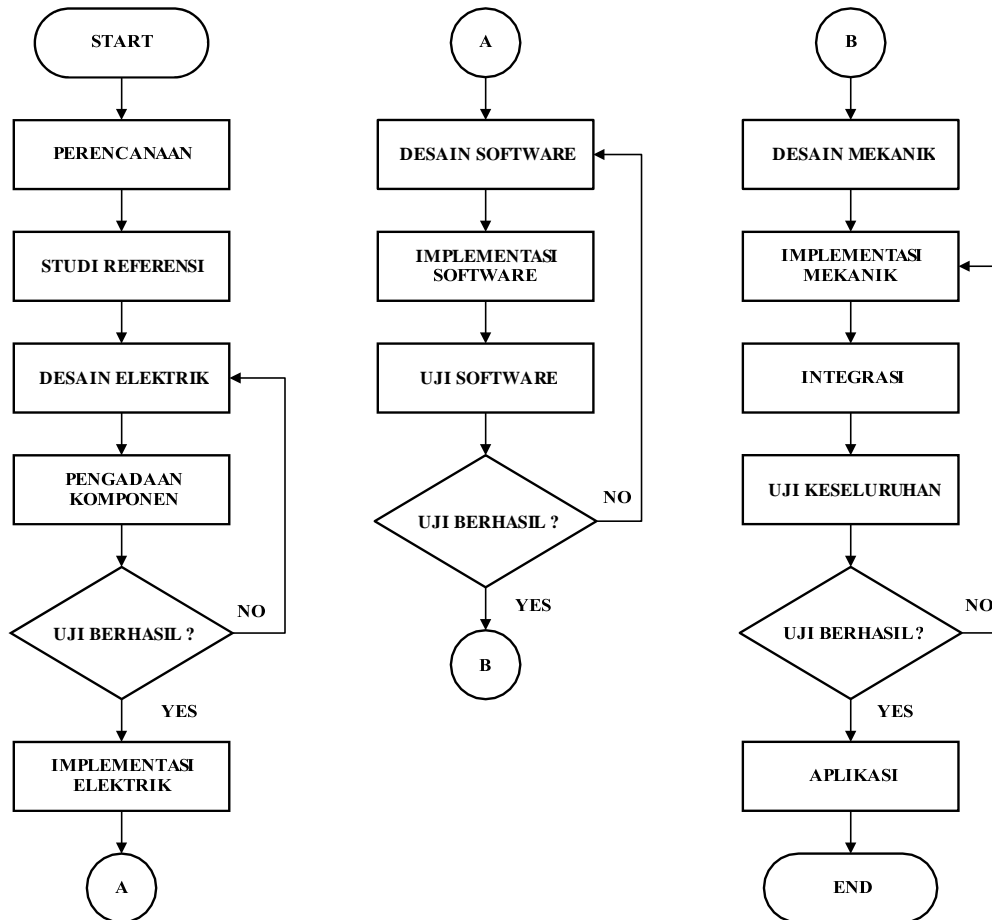 START
PERENCANAAN
STUDI REFERENSI
DESAIN ELEKTRIK
PENGADAAN
KOMPONEN
UJI BERHASIL ?
NO
YES
IMPLEMENTASI
ELEKTRIK
A
A
DESAIN SOFTWARE
IMPLEMENTASI
SOFTWARE
UJI SOFTWARE
UJI BERHASIL ?
NO
YES
B
B
DESAIN MEKANIK
IMPLEMENTASI
MEKANIK
INTEGRASI
UJI KESELURUHAN
UJI BERHASIL ?
NO
YES
APLIKASI
END